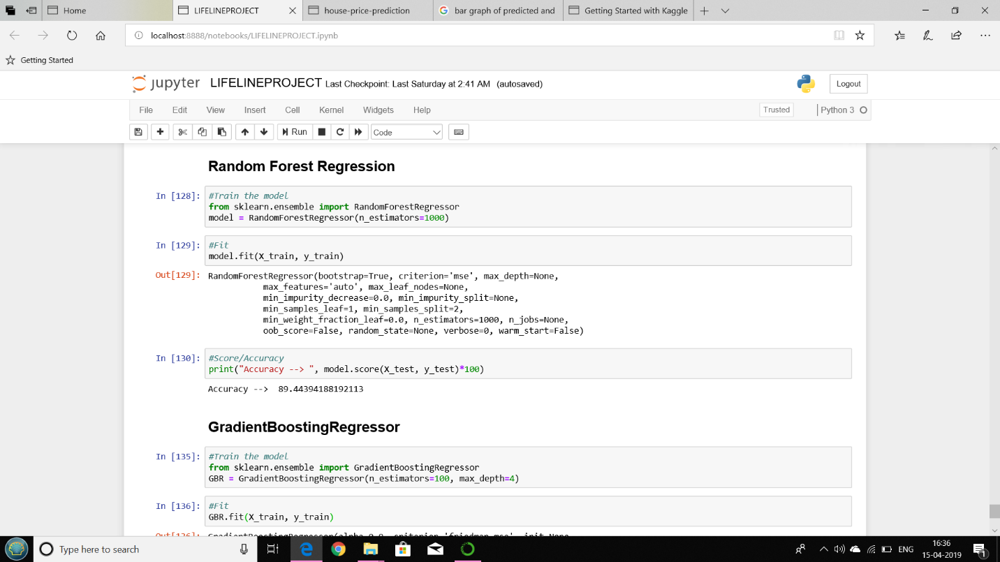 Home
LIFELINEPROJECT
house-price-prediction
bar graph of predicted and
Getting Started with Kaggle
localhost:8888/notebooks/LIFELINEPROJECT.ipynb
Getting Started
jupyter LIFELINEPROJECT Last Checkpoint: Last Saturday at 2:41 AM (autosaved)
Logout
File Edit View Insert Cell Kernel Widgets Help
Trusted
Python 3
Run
Code
Random Forest Regression
In [128]: #Train the model
from sklearn.ensemble import RandomForestRegressor
model = RandomForestRegressor(n_estimators=1000)
In [129]: #Fit
model.fit(X_train, y_train)
Out[129]: RandomForestRegressor(bootstrap=True, criterion='mse', max_depth=None,
max_features='auto', max_leaf_nodes=None,
min_impurity_decrease=0.0, min_impurity_split=None,
min_samples_leaf=1, min_samples_split=2,
min_weight_fraction_leaf=0.0, n_estimators=1000, n_jobs=None,
oob_score=False, random_state=None, verbose=0, warm_start=False)
In [130]: #Score/Accuracy
print("Accuracy --> ", model.score(X_test, y_test)*100)
Accuracy -->  89.44394188192113
GradientBoostingRegressor
In [135]: #Train the model
from sklearn.ensemble import GradientBoostingRegressor
GBR = GradientBoostingRegressor(n_estimators=100, max_depth=4)
In [136]: #Fit
GBR.fit(X_train, y_train)
Type here to search
ENG
16:36
15-04-2019
1